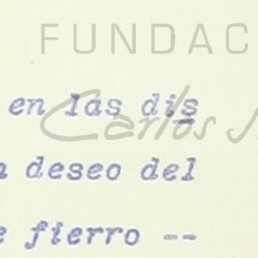 FUNDAC
en las dis
Carlos
deseo del
fierro --